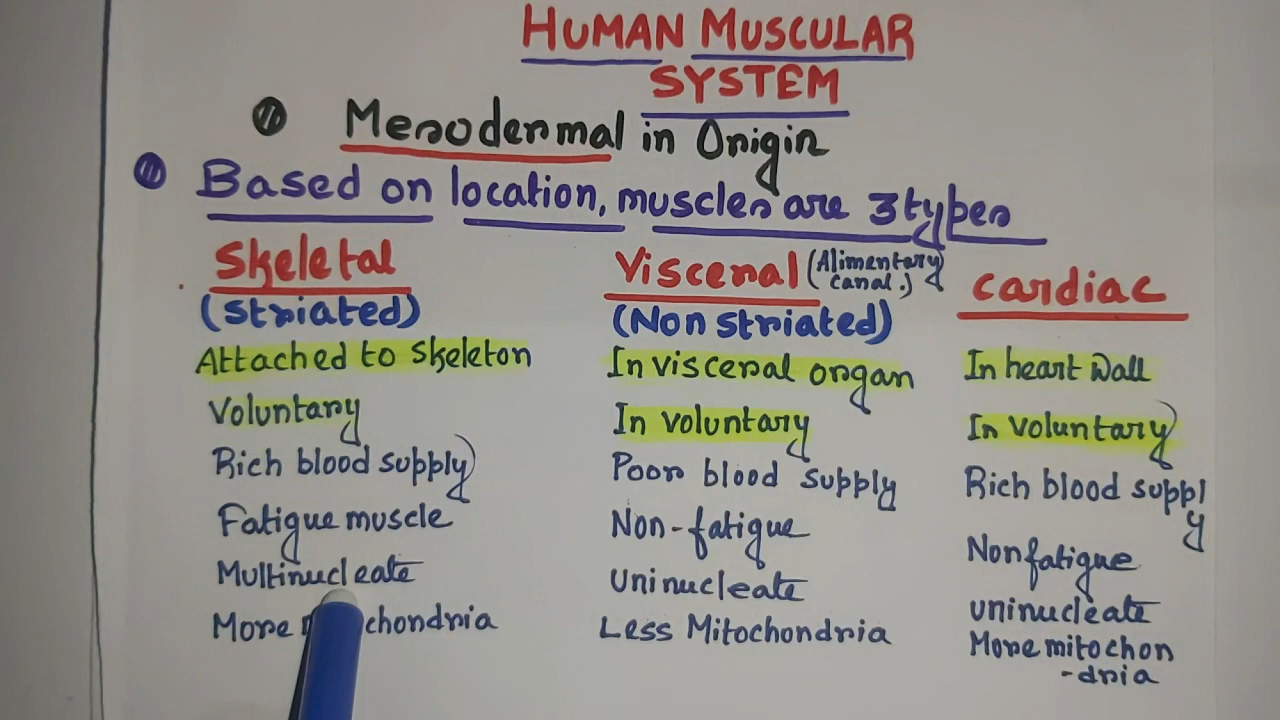 HUMAN MUSCULAR
SYSTEM
Mesodermal in Origin
Based on location, muscles are 3 types
Skeletal
(Striated)
Attached to skeleton
Voluntary
Rich blood supply
Fatigue muscle
Multinucleate
More chondria
Visceral (Alimentary
canal.)
(Non striated)
In visceral organ
In voluntary
Poor blood supply
Non-fatigue
Uninucleate
Less Mitochondria
cardiac
In heart wall
In voluntary
Rich blood supply
Nonfatigue
uninucleate
More mitochon
-dria